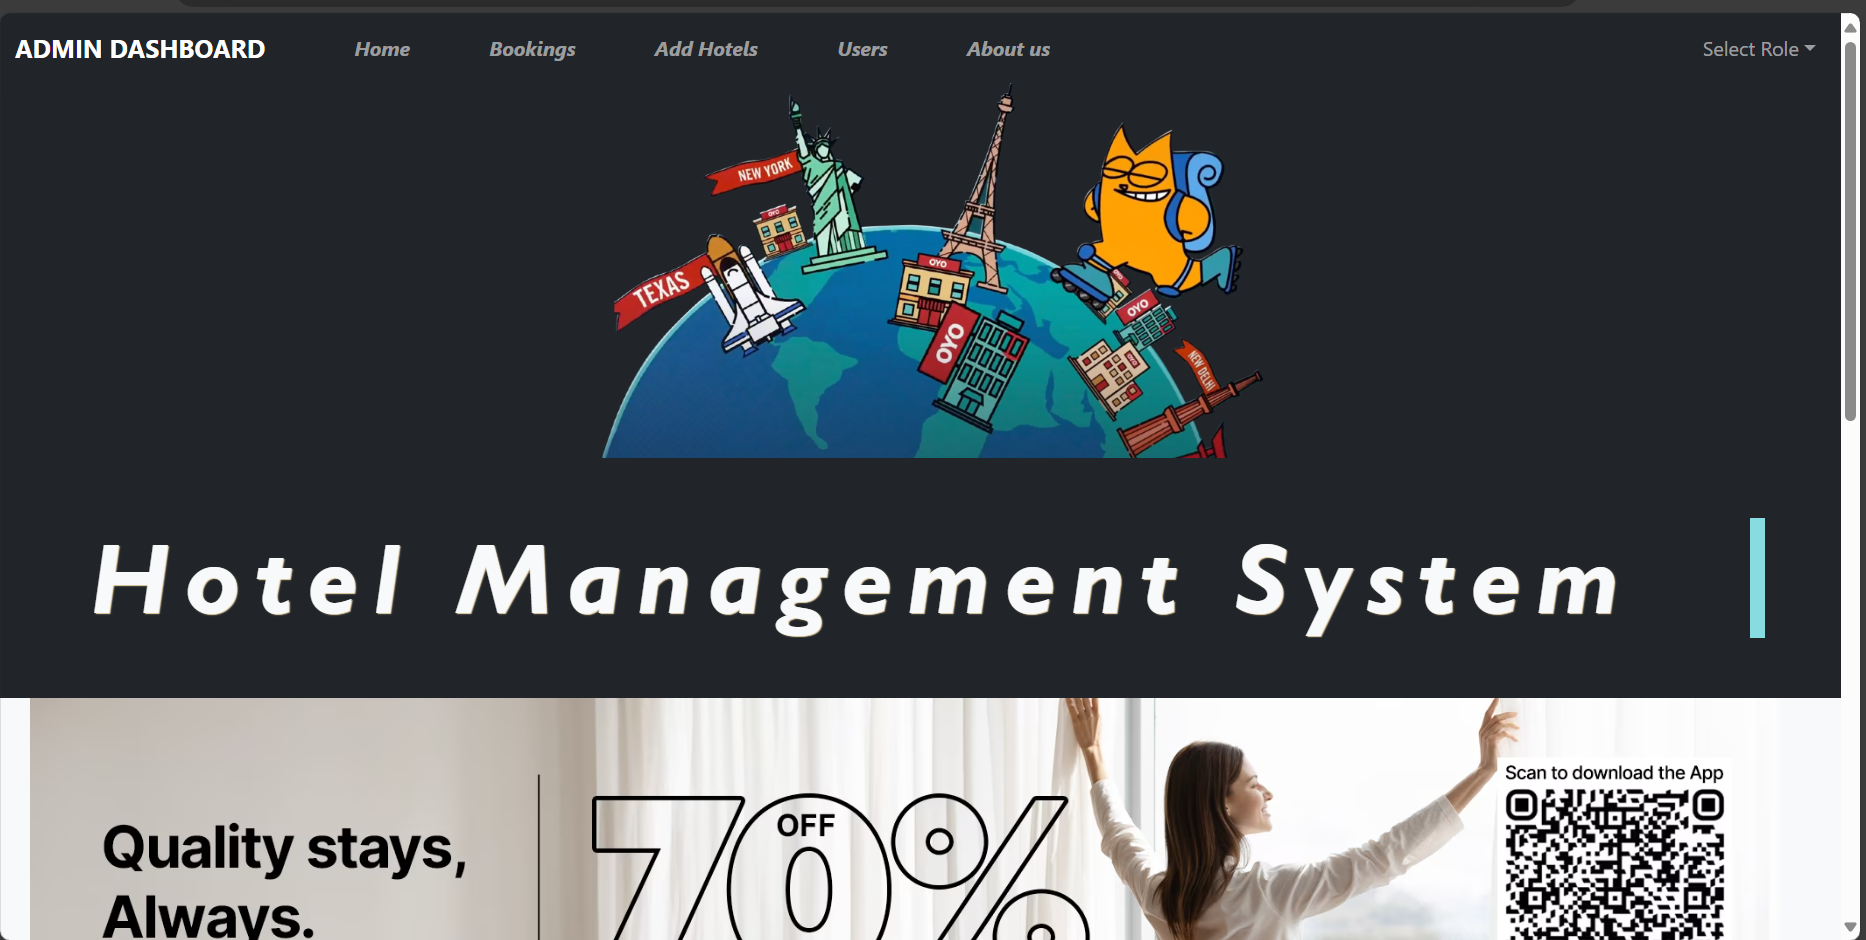 ADMIN DASHBOARD Home Bookings Add Hotels Users About us Select Role
NEW YORK
OYO
TEXAS
OYO
OYO
OYO
NEW DELHI
Hotel Management System
Scan to download the App
Quality stays,
Always.
70%
OFF